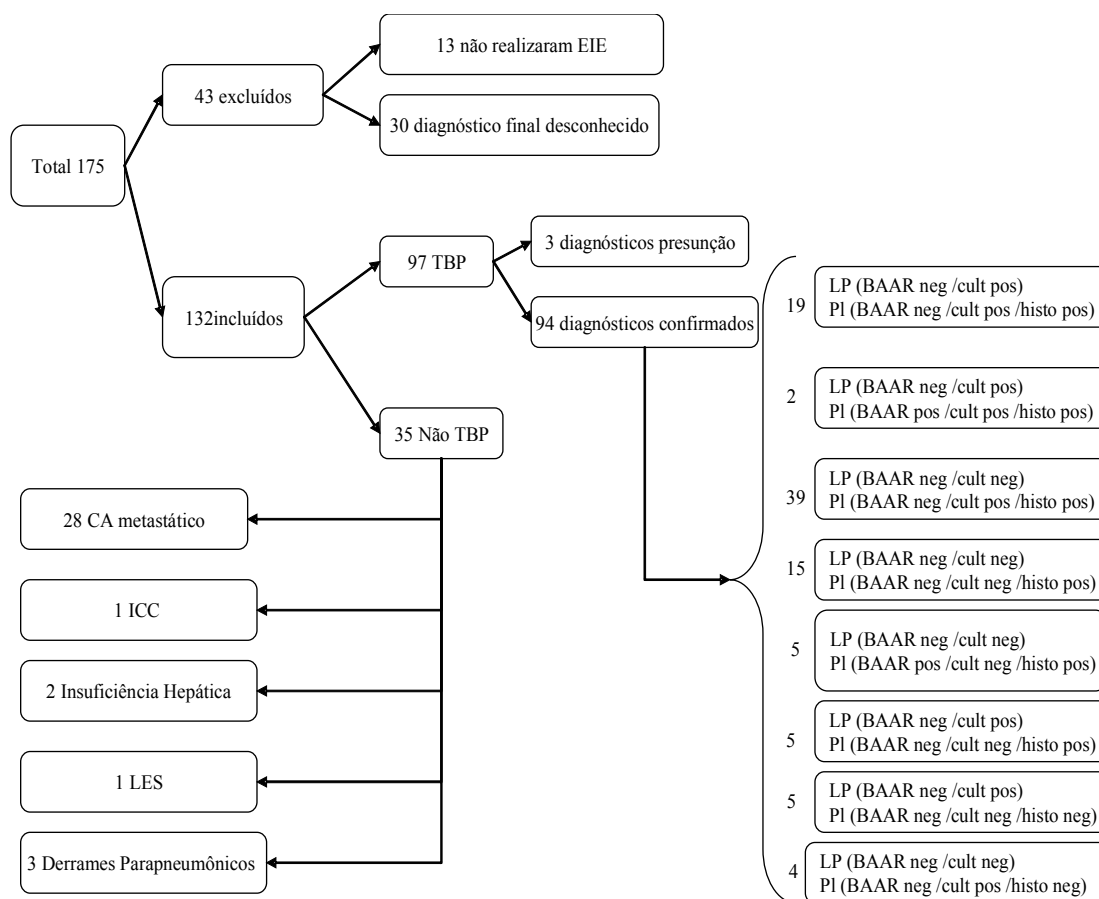 13 não realizaram EIE
43 excluídos
30 diagnóstico final desconhecido
Total 175
132incluídos
97 TBP
3 diagnósticos presunção
94 diagnósticos confirmados
35 Não TBP
28 CA metastático
1 ICC
2 Insuficiência Hepática
1 LES
3 Derrames Parapneumônicos
19
LP (BAAR neg /cult pos)
Pl (BAAR neg /cult pos /histo pos)
2
LP (BAAR neg /cult pos)
Pl (BAAR pos /cult pos /histo pos)
39
LP (BAAR neg /cult neg)
Pl (BAAR neg /cult pos /histo pos)
15
LP (BAAR neg /cult neg)
Pl (BAAR neg /cult neg /histo pos)
5
LP (BAAR neg /cult neg)
Pl (BAAR pos /cult neg /histo pos)
5
LP (BAAR neg /cult pos)
Pl (BAAR neg /cult neg /histo pos)
5
LP (BAAR neg /cult pos)
Pl (BAAR neg /cult neg /histo neg)
4
LP (BAAR neg /cult neg)
Pl (BAAR neg /cult pos /histo neg)